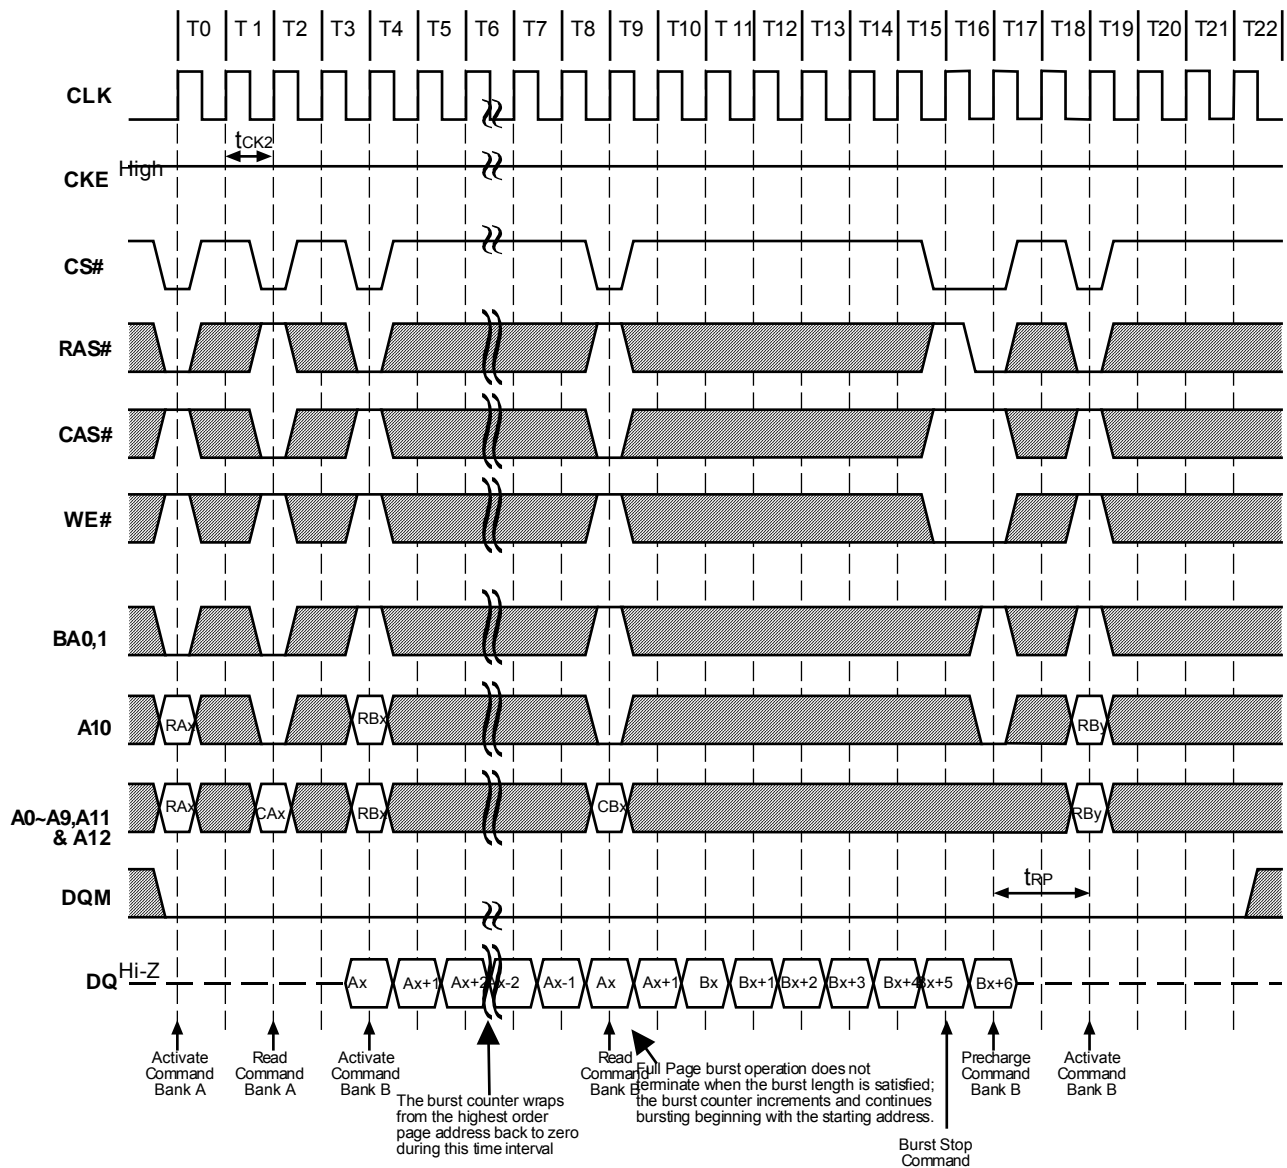 T0 T 1 T2 T3 T4 T5 T6 T7 T8 T9 T10 T 11 T12 T13 T14 T15 T16 T17 T18 T19 T20 T21 T22
CLK
tCK2
CKE High
CS#
RAS#
CAS#
WE#
BA0,1
A10 RAx RBx RBy
A0~A9,A11
& A12
RAx CAx RBx CBx RBy
DQM
tRP
DQ Hi-Z Ax Ax+1 Ax+2 Ax-2 Ax-1 Ax Ax+1 Bx Bx+1 Bx+2 Bx+3 Bx+4 Bx+5 Bx+6
Activate
Command
Bank A
Read
Command
Bank A
Activate
Command
Bank B
The burst counter wraps
from the highest order
page address back to zero
during this time interval
Read
Command
Bank B
Full Page burst operation does not
terminate when the burst length is satisfied;
the burst counter increments and continues
bursting beginning with the starting address.
Burst Stop
Command
Precharge
Command
Bank B
Activate
Command
Bank B